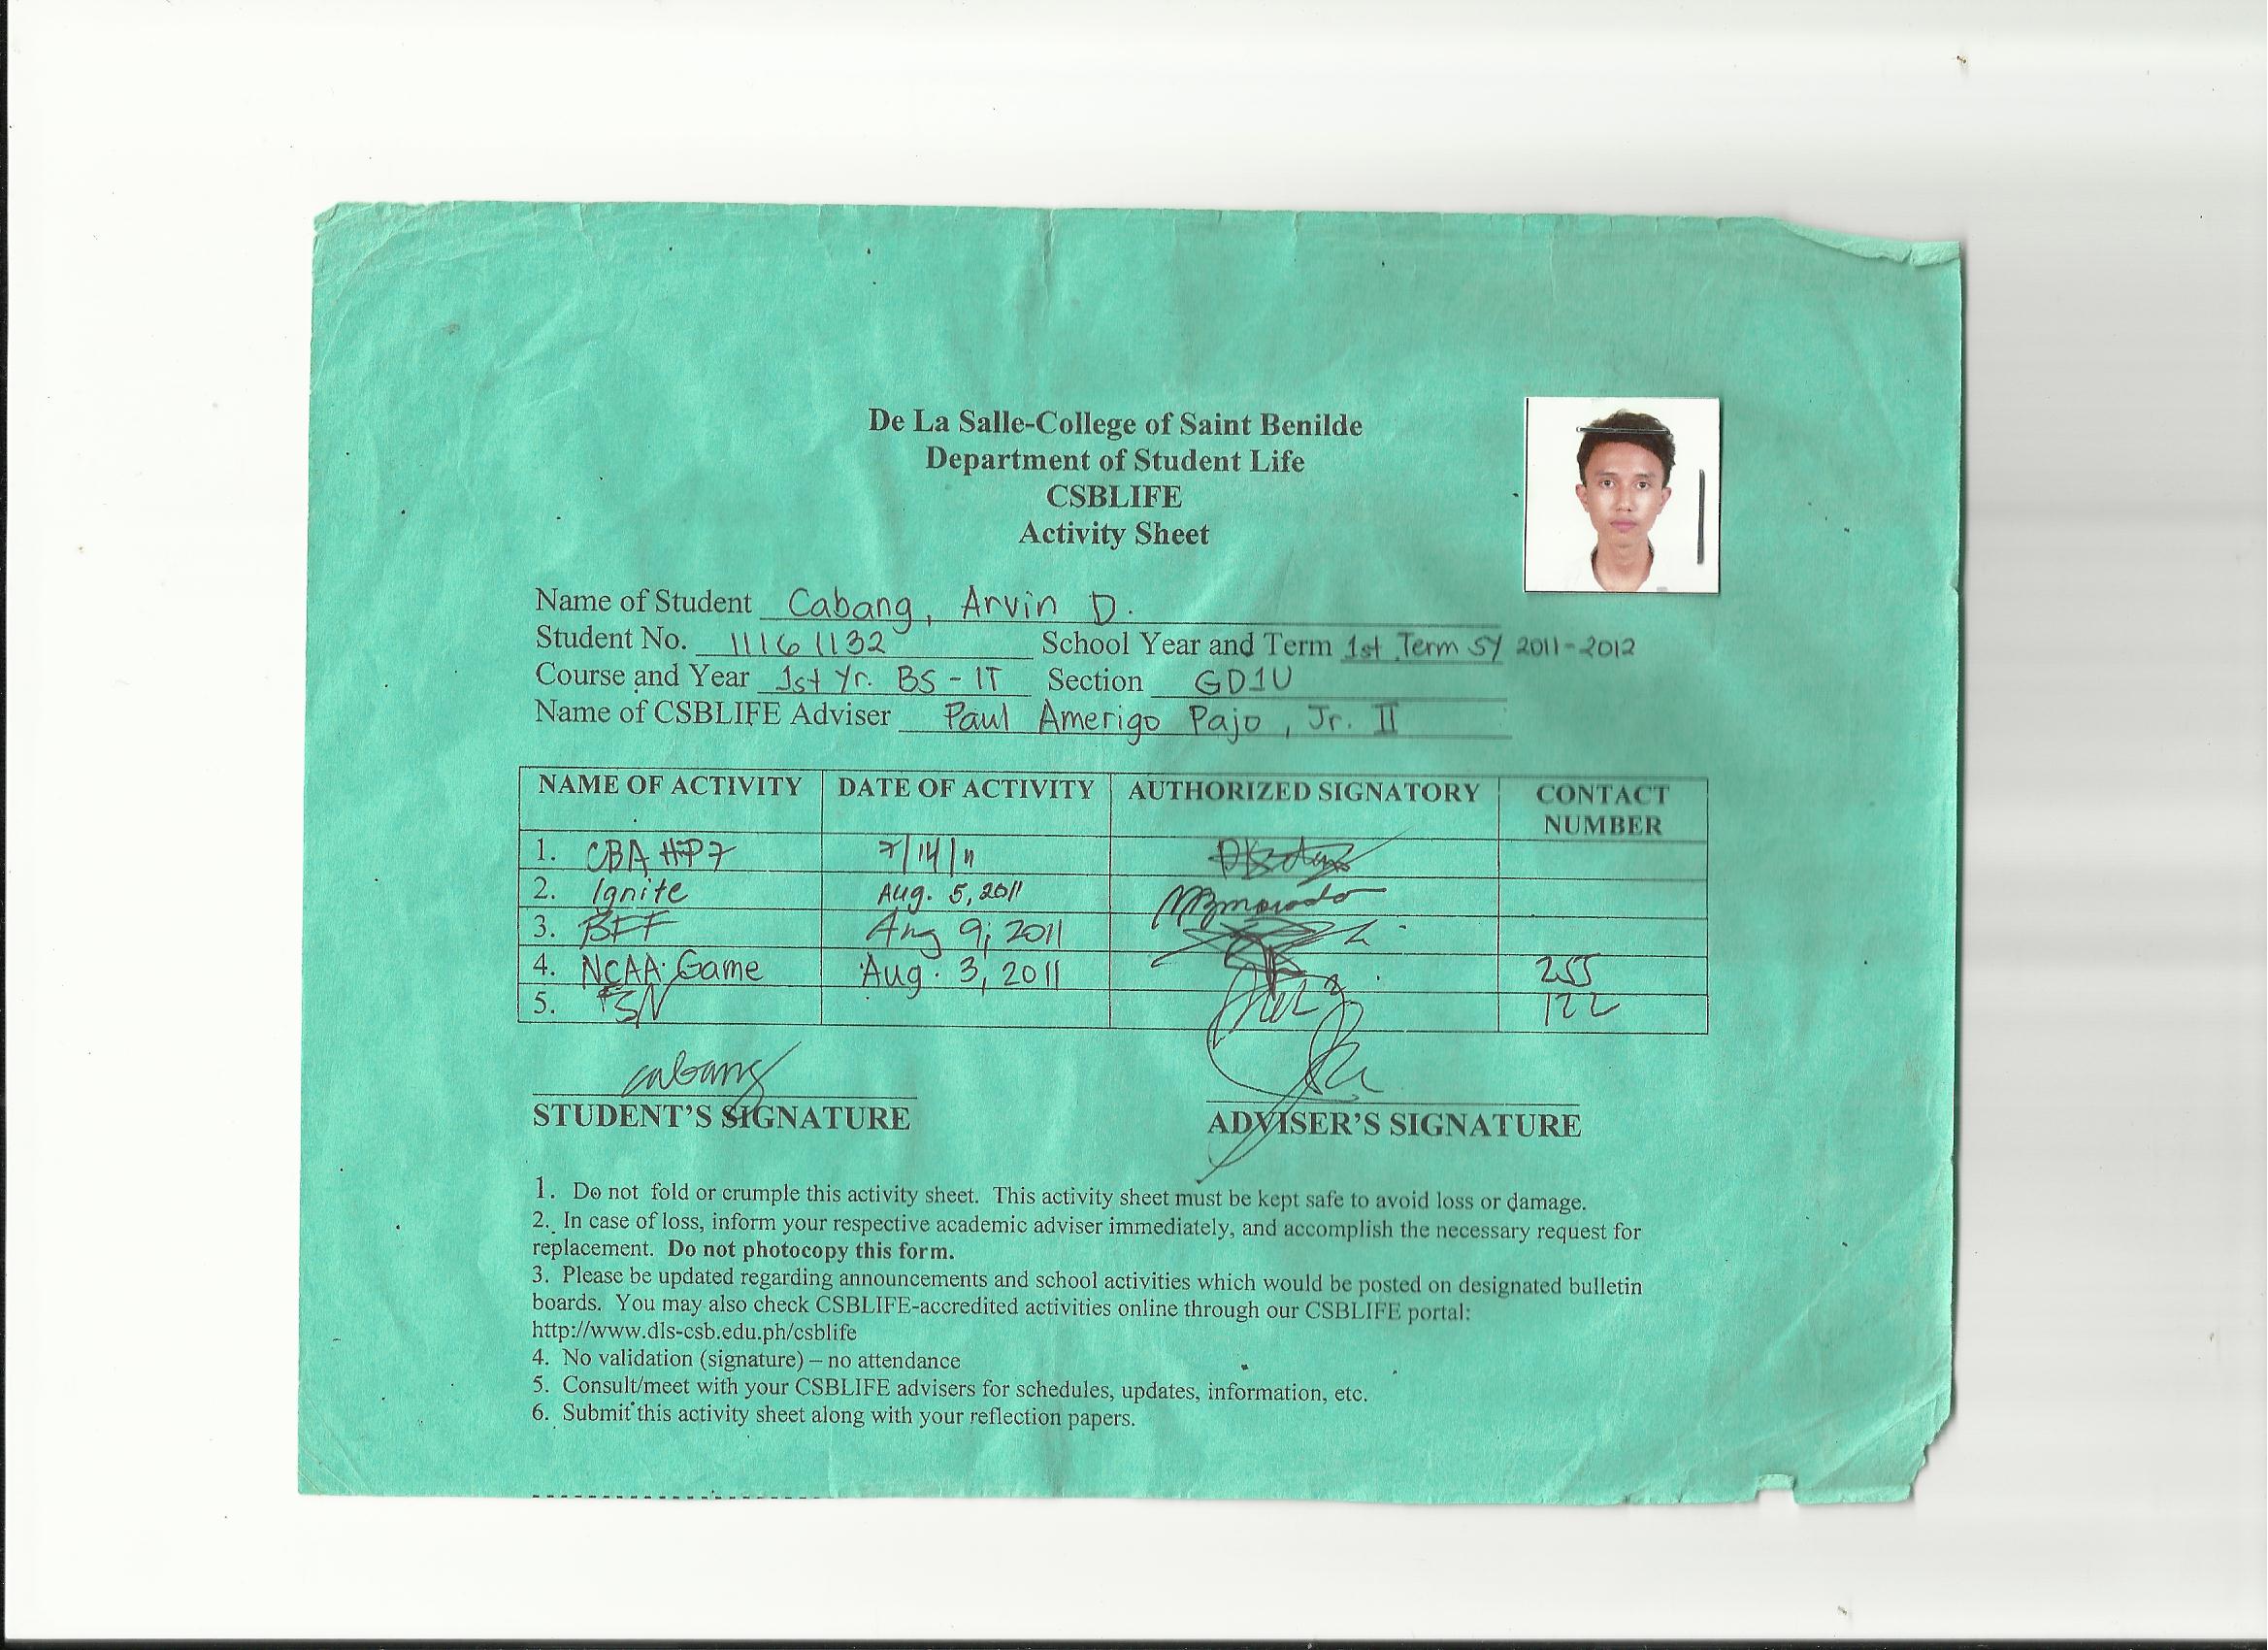 De La Salle-College of Saint Benilde
Department of Student Life
CSBLIFE
Activity Sheet
Name of Student Cabang, Arvin D.
Student No. 11161132 School Year and Term 1st Term SY 2011-2012
Course and Year 1st Yr. BS - IT Section GD1U
Name of CSBLIFE Adviser Paul Amerigo Pajo, Jr. II
NAME OF ACTIVITY DATE OF ACTIVITY AUTHORIZED SIGNATORY CONTACT NUMBER
1. CBA HP7 7/14/11
2. Ignite Aug. 5, 2011
3. BFF Aug 9, 2011
4. NCAA Game Aug. 3, 2011 255
5. 122
cabang
STUDENT'S SIGNATURE ADVISER'S SIGNATURE
1. Do not fold or crumple this activity sheet. This activity sheet must be kept safe to avoid loss or damage.
2. In case of loss, inform your respective academic adviser immediately, and accomplish the necessary request for
replacement. Do not photocopy this form.
3. Please be updated regarding announcements and school activities which would be posted on designated bulletin
boards. You may also check CSBLIFE-accredited activities online through our CSBLIFE portal:
http://www.dls-csb.edu.ph/csblife
4. No validation (signature) – no attendance
5. Consult/meet with your CSBLIFE advisers for schedules, updates, information, etc.
6. Submit this activity sheet along with your reflection papers.